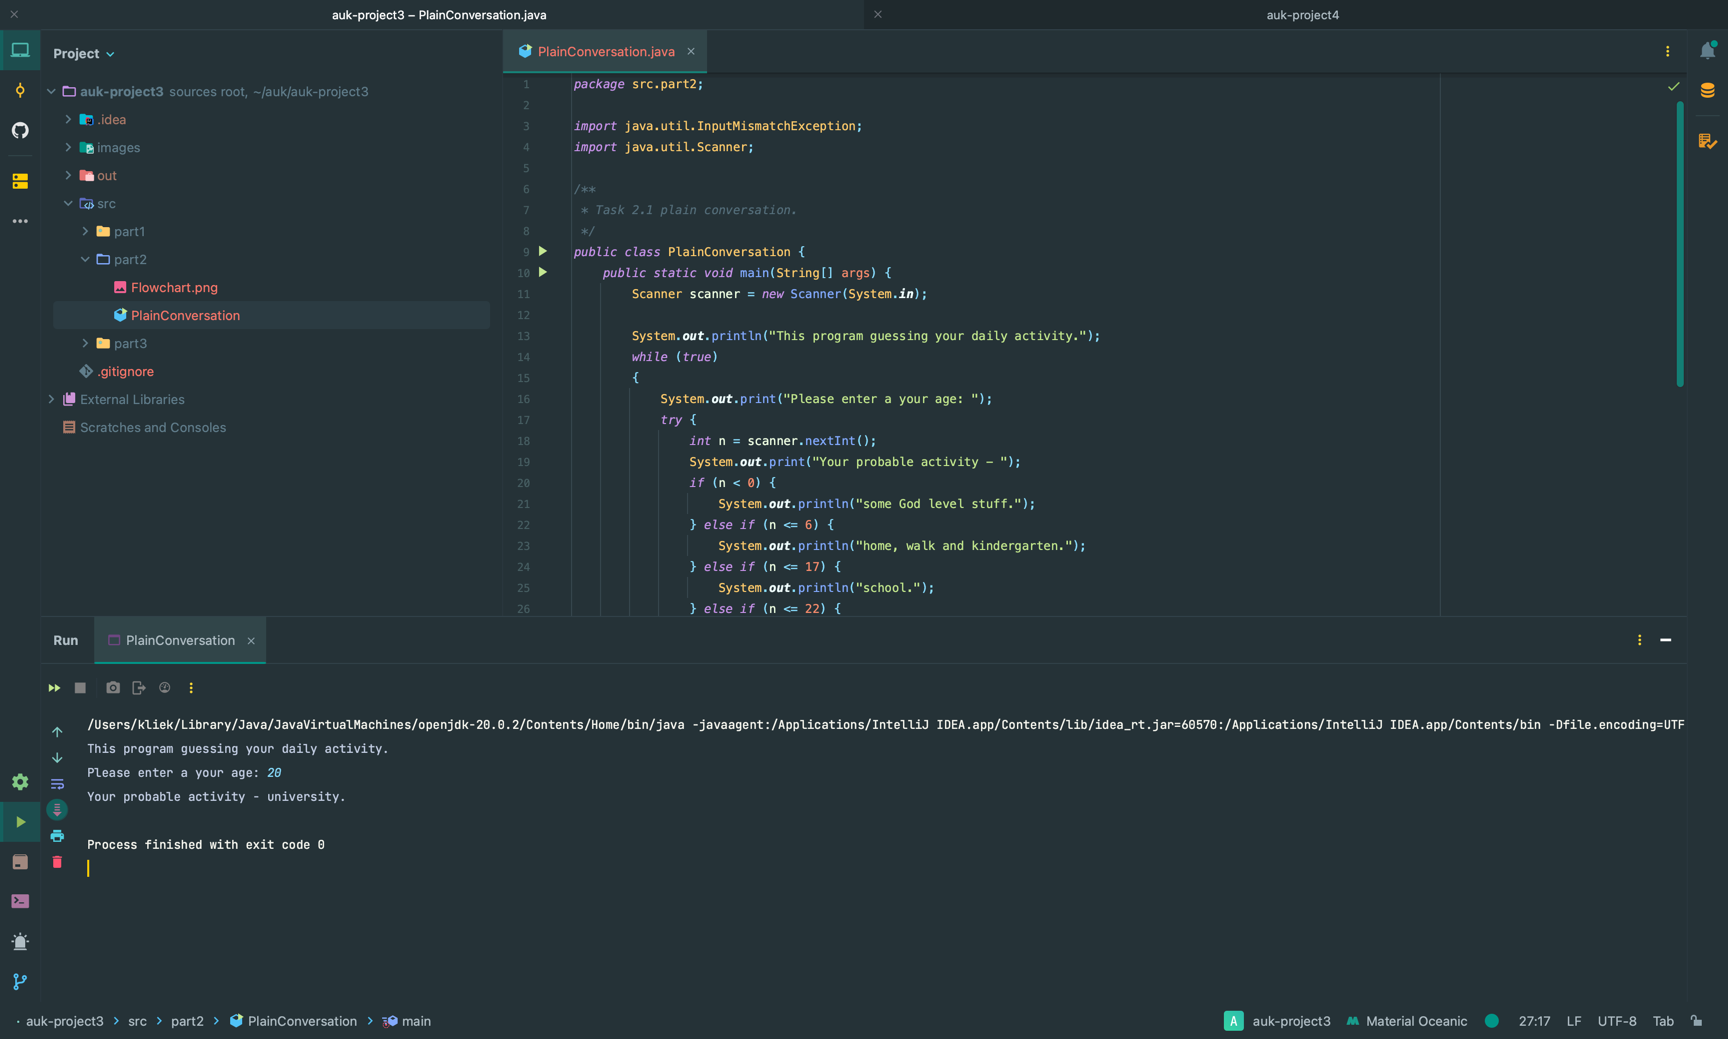 auk-project3 – PlainConversation.java
auk-project4
Project
PlainConversation.java
auk-project3 sources root, ~/auk/auk-project3
.idea
images
out
src
part1
part2
Flowchart.png
PlainConversation
part3
.gitignore
External Libraries
Scratches and Consoles
1 package src.part2;
2
3 import java.util.InputMismatchException;
4 import java.util.Scanner;
5
6 /**
7 * Task 2.1 plain conversation.
8 */
9 public class PlainConversation {
10 public static void main(String[] args) {
11 Scanner scanner = new Scanner(System.in);
12
13 System.out.println("This program guessing your daily activity.");
14 while (true)
15 {
16 System.out.print("Please enter a your age: ");
17 try {
18 int n = scanner.nextInt();
19 System.out.print("Your probable activity – ");
20 if (n < 0) {
21 System.out.println("some God level stuff.");
22 } else if (n <= 6) {
23 System.out.println("home, walk and kindergarten.");
24 } else if (n <= 17) {
25 System.out.println("school.");
26 } else if (n <= 22) {
Run PlainConversation
/Users/kliek/Library/Java/JavaVirtualMachines/openjdk-20.0.2/Contents/Home/bin/java -javaagent:/Applications/IntelliJ IDEA.app/Contents/lib/idea_rt.jar=60570:/Applications/IntelliJ IDEA.app/Contents/bin -Dfile.encoding=UTF
This program guessing your daily activity.
Please enter a your age: 20
Your probable activity - university.
Process finished with exit code 0
auk-project3 > src > part2 > PlainConversation > main
A auk-project3 Material Oceanic 27:17 LF UTF-8 Tab